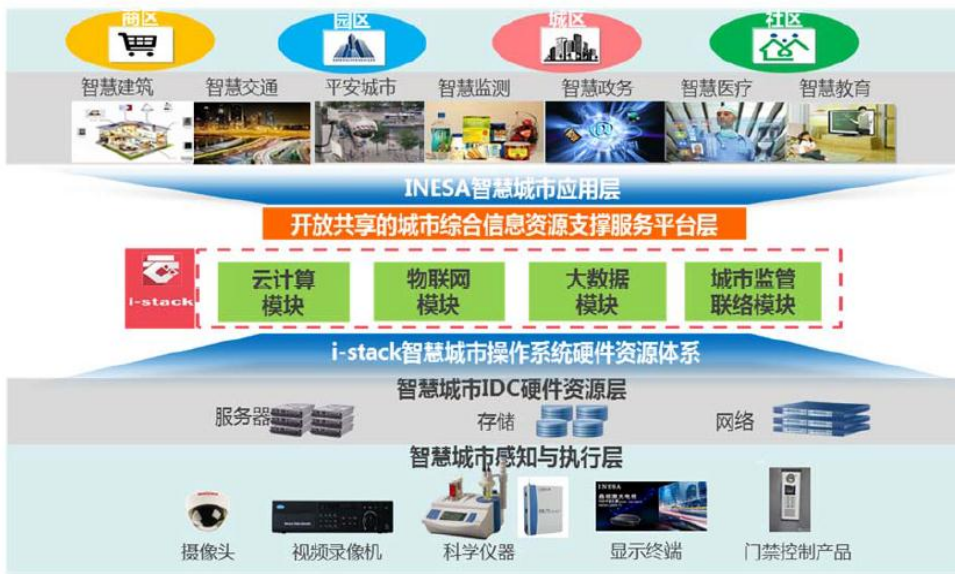 商区
园区
城区
社区
智慧建筑
智慧交通
平安城市
智慧监测
智慧政务
智慧医疗
智慧教育
INESA智慧城市应用层
开放共享的城市综合信息资源支撑服务平台层
i-stack
云计算
模块
物联网
模块
大数据
模块
城市监管
联络模块
i-stack智慧城市操作系统硬件资源体系
智慧城市IDC硬件资源层
服务器
存储
网络
智慧城市感知与执行层
INESA
摄像头
视频录像机
科学仪器
显示终端
门禁控制产品